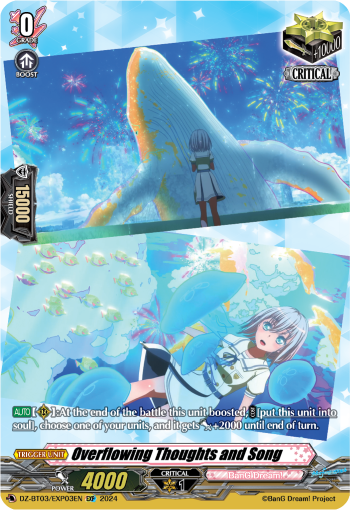 0
GRADE
BOOST
+10000
CRITICAL
15000
SHIELD
AUTO [ ]:At the end of the battle this unit boosted, [put this unit into
soul], choose one of your units, and it gets +2000 until end of turn.
TRIGGER UNIT
Overflowing Thoughts and Song
BanG Dream!
POWER
4000
CRITICAL
1
DZ-BT03/EXP03EN
2024
©BanG Dream! Project